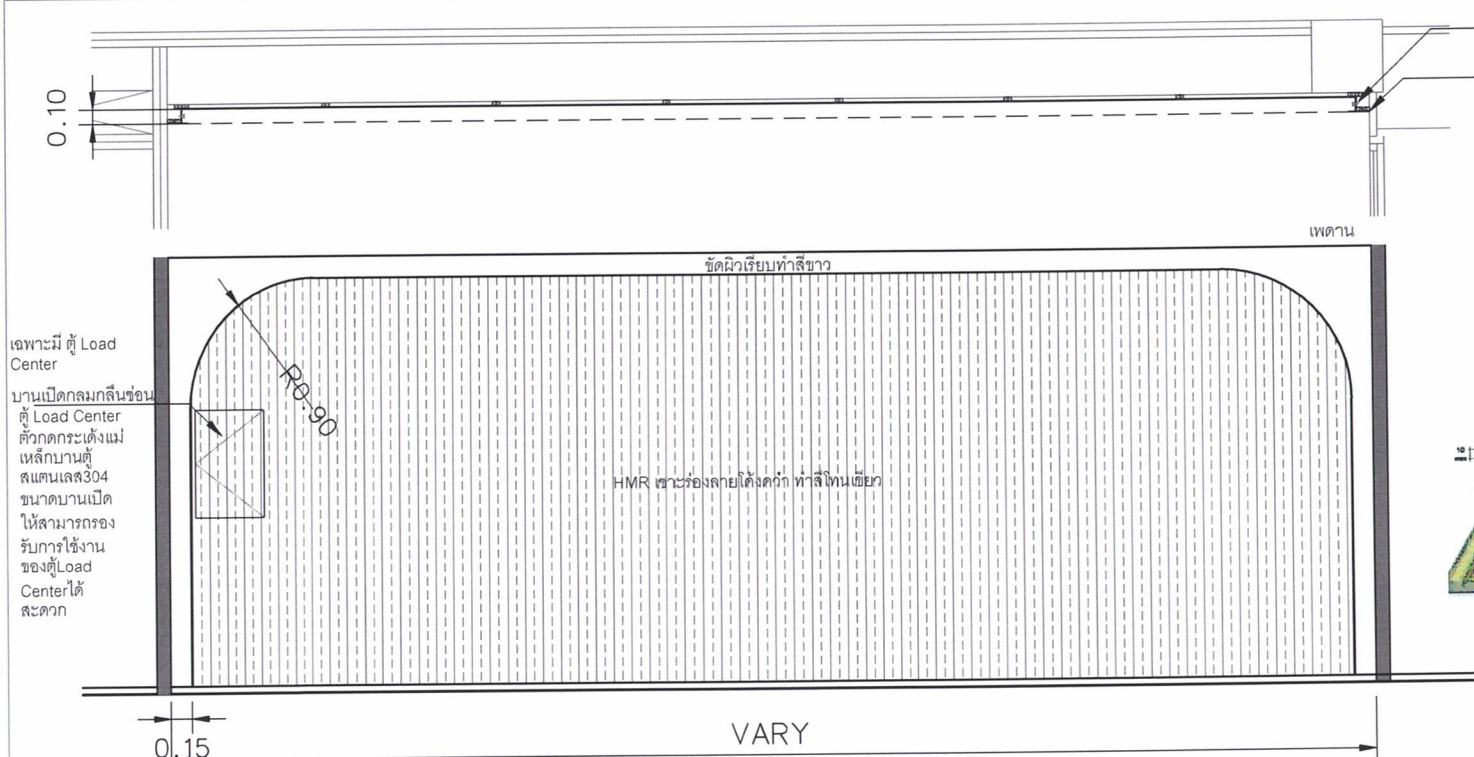 0.10
เพดาน
ขัดผิวเรียบทำสีขาว
เฉพาะมี ตู้ Load
Center
บานเปิดกลมกลืนซ่อน
ตู้ Load Center
ตัวกดกระเด้งแม่
เหล็กบานตู้
สแตนเลส304
ขนาดบานเปิด
ให้สามารถรอง
รับการใช้งาน
ของตู้Load
Centerได้
สะดวก
R0.90
HMR เซาะร่องลายโค้งคว่ำ ทำสีโทนเขียว
10
0.15
VARY